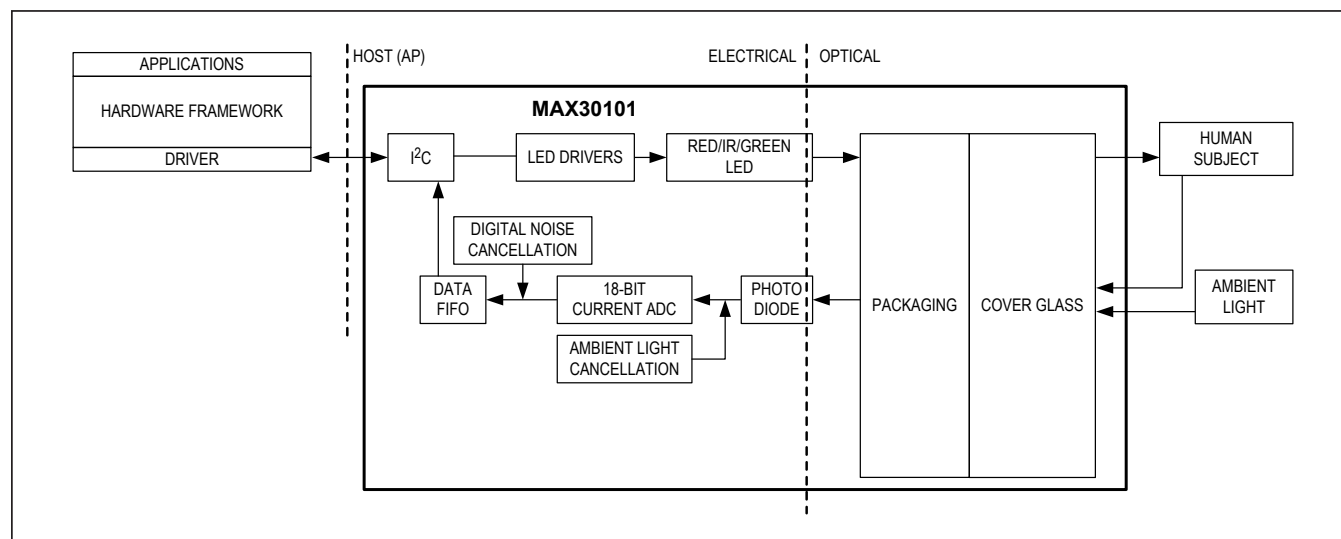 HOST (AP)
ELECTRICAL
OPTICAL
APPLICATIONS
HARDWARE FRAMEWORK
DRIVER
MAX30101
I²C
LED DRIVERS
RED/IR/GREEN
LED
HUMAN
SUBJECT
DIGITAL NOISE
CANCELLATION
DATA
FIFO
18-BIT
CURRENT ADC
PHOTO
DIODE
PACKAGING
COVER GLASS
AMBIENT
LIGHT
AMBIENT LIGHT
CANCELLATION